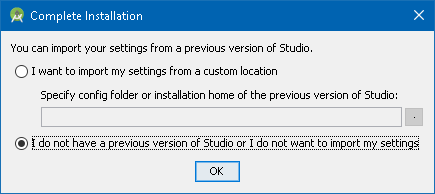 Complete Installation
You can import your settings from a previous version of Studio.
I want to import my settings from a custom location
Specify config folder or installation home of the previous version of Studio:
.
I do not have a previous version of Studio or I do not want to import my settings
OK